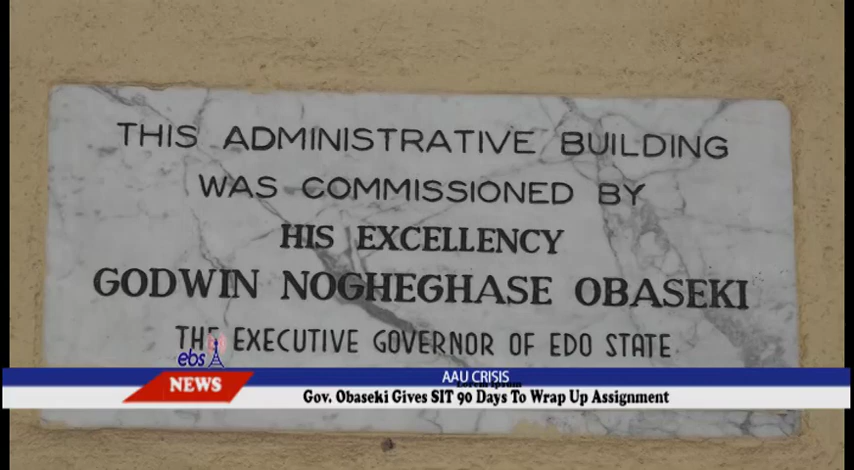 THIS ADMINISTRATIVE BUILDING
WAS COMMISSIONED BY
HIS EXCELLENCY
GODWIN NOGHEGHASE OBASEKI
THE EXECUTIVE GOVERNOR OF EDO STATE
ebs
AAU CRISIS
NEWS
Gov. Obaseki Gives SIT 90 Days To Wrap Up Assignment